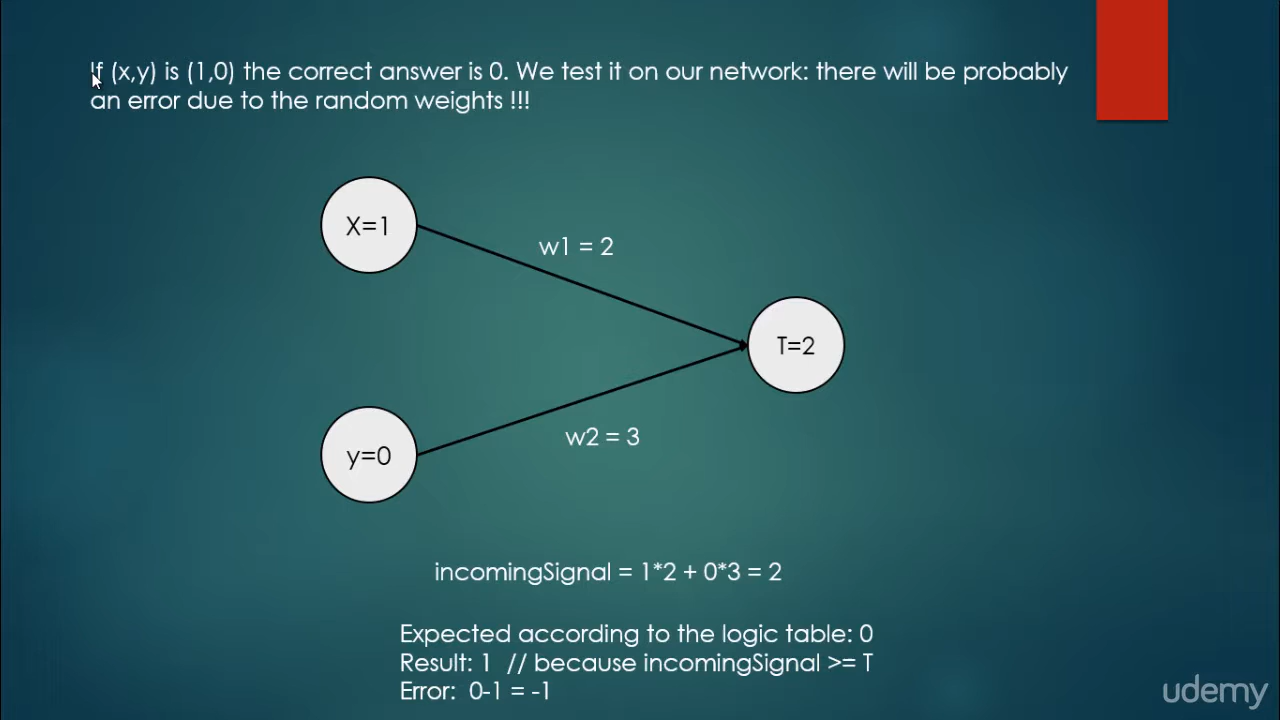 If (x,y) is (1,0) the correct answer is 0. We test it on our network: there will be probably
an error due to the random weights !!!
X=1
w1 = 2
T=2
w2 = 3
y=0
incomingSignal = 1*2 + 0*3 = 2
Expected according to the logic table: 0
Result: 1 // because incomingSignal >= T
Error: 0-1 = -1
udemy